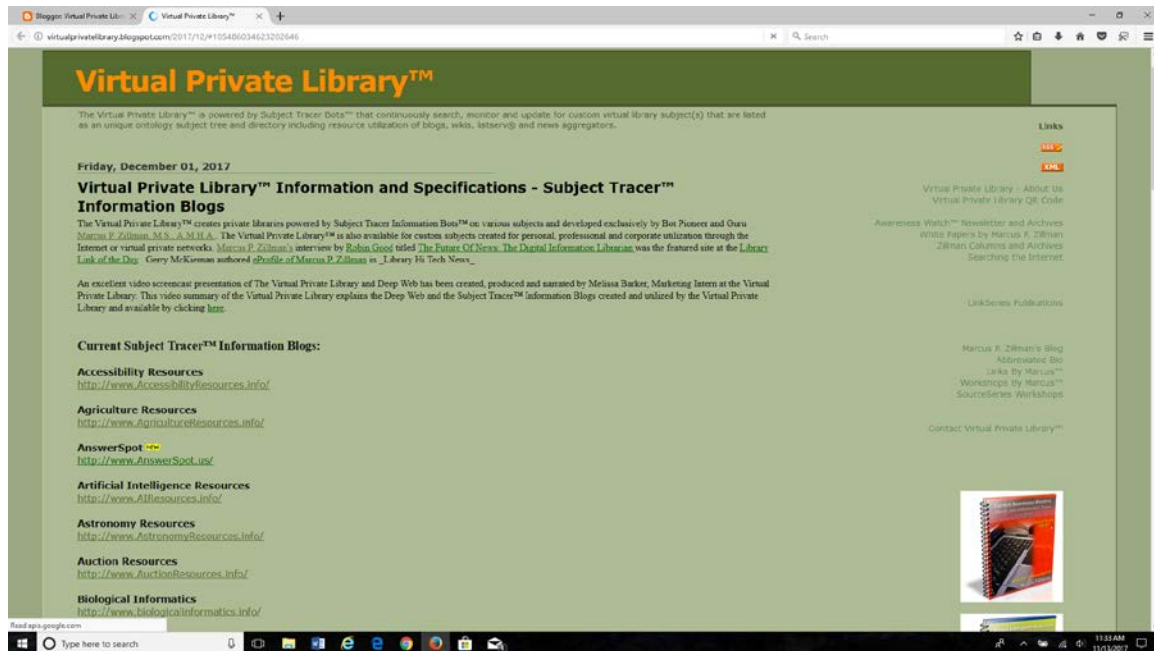 Blogger: Virtual Private Libr
Virtual Private Library™
virtualprivatelibrary.blogspot.com/2017/12/#105486034623202646
Search
Virtual Private Library™
The Virtual Private Library™ is powered by Subject Tracer Bots™ that continuously search, monitor and update for custom virtual library subject(s) that are listed
as an unique ontology subject tree and directory including resource utilization of blogs, wikis, listserv® and news aggregators.
Friday, December 01, 2017
Virtual Private Library™ Information and Specifications - Subject Tracer™
Information Blogs
The Virtual Private Library™ creates private libraries powered by Subject Tracer Information Bots™ on various subjects and developed exclusively by Bot Pioneer and Guru
Marcus P. Zillman, M.S., A.M.H.A.. The Virtual Private Library™ is also available for custom subjects created for personal, professional and corporate utilization through the
Internet or virtual private networks. Marcus P. Zillman's interview by Robin Good titled The Future Of News: The Digital Information Librarian was the featured site at the Library
Link of the Day. Gerry McKiernan authored eProfile of Marcus P. Zillman in _Library Hi Tech News_
An excellent video screencast presentation of The Virtual Private Library and Deep Web has been created, produced and narrated by Melissa Barker, Marketing Intern at the Virtual
Private Library. This video summary of the Virtual Private Library explains the Deep Web and the Subject Tracer™ Information Blogs created and utilized by the Virtual Private
Library and available by clicking here.
Current Subject Tracer™ Information Blogs:
Accessibility Resources
http://www.AccessibilityResources.info/
Agriculture Resources
http://www.AgricultureResources.info/
AnswerSpot NEW
http://www.AnswerSpot.us/
Artificial Intelligence Resources
http://www.AIResources.info/
Astronomy Resources
http://www.AstronomyResources.info/
Auction Resources
http://www.AuctionResources.info/
Biological Informatics
http://www.biologicalinformatics.info/
Links
RSS
XML
Virtual Private Library - About Us
Virtual Private Library QR Code
Awareness Watch™ Newsletter and Archives
White Papers by Marcus P. Zillman
Zillman Columns and Archives
Searching the Internet
LinkSeries Publications
Marcus P. Zillman's Blog
Abbreviated Bio
Links By Marcus™
Workshops By Marcus™
SourceSeries Workshops
Contact Virtual Private Library™
Read apis.google.com
Type here to search
11:33 AM
11/13/2017